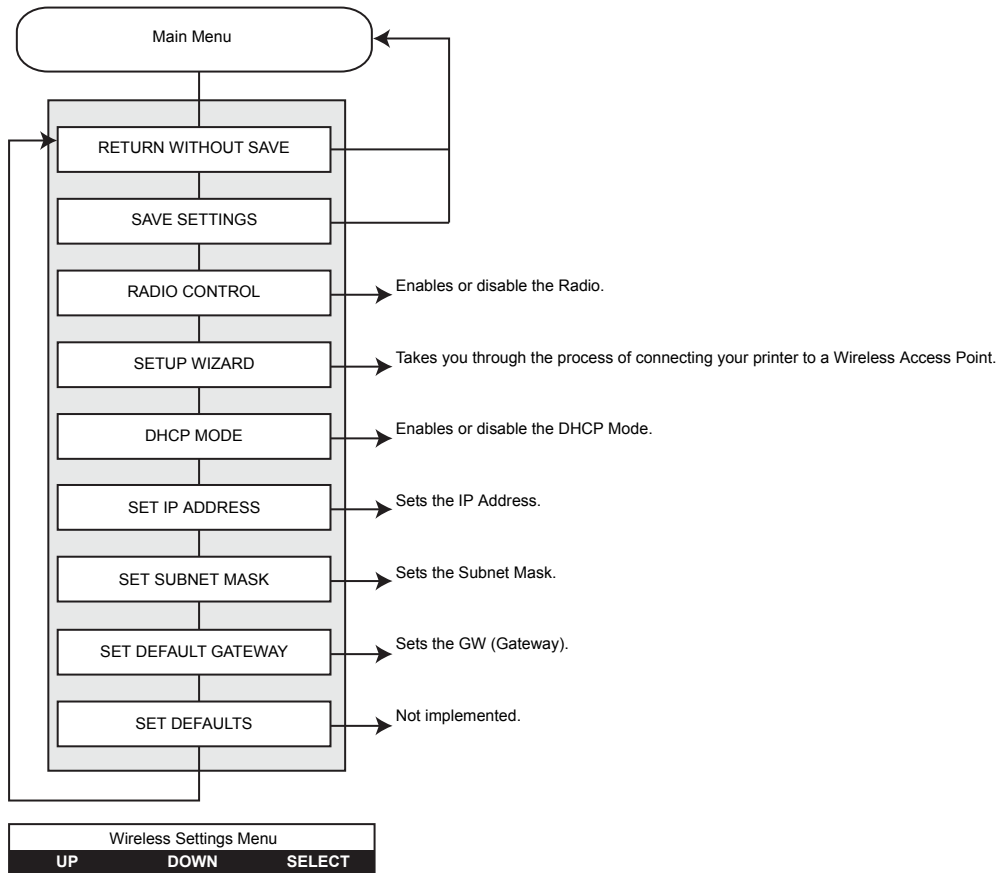 Main Menu
RETURN WITHOUT SAVE
SAVE SETTINGS
RADIO CONTROL
Enables or disable the Radio.
SETUP WIZARD
Takes you through the process of connecting your printer to a Wireless Access Point.
DHCP MODE
Enables or disable the DHCP Mode.
SET IP ADDRESS
Sets the IP Address.
SET SUBNET MASK
Sets the Subnet Mask.
SET DEFAULT GATEWAY
Sets the GW (Gateway).
SET DEFAULTS
Not implemented.
Wireless Settings Menu
UP DOWN SELECT